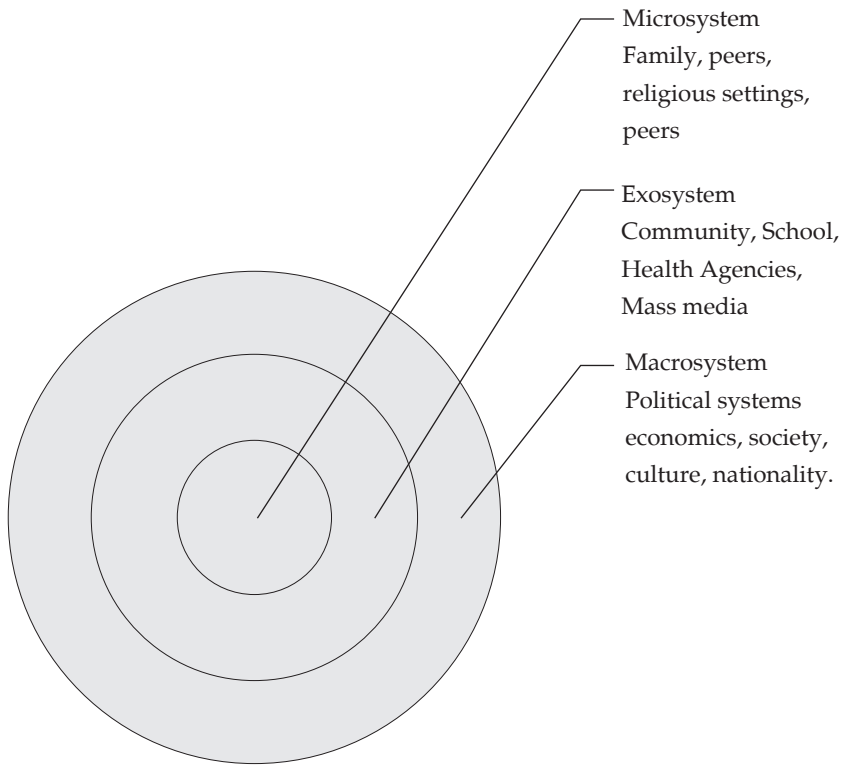 Microsystem
Family, peers,
religious settings,
peers
Exosystem
Community, School,
Health Agencies,
Mass media
Macrosystem
Political systems
economics, society,
culture, nationality.